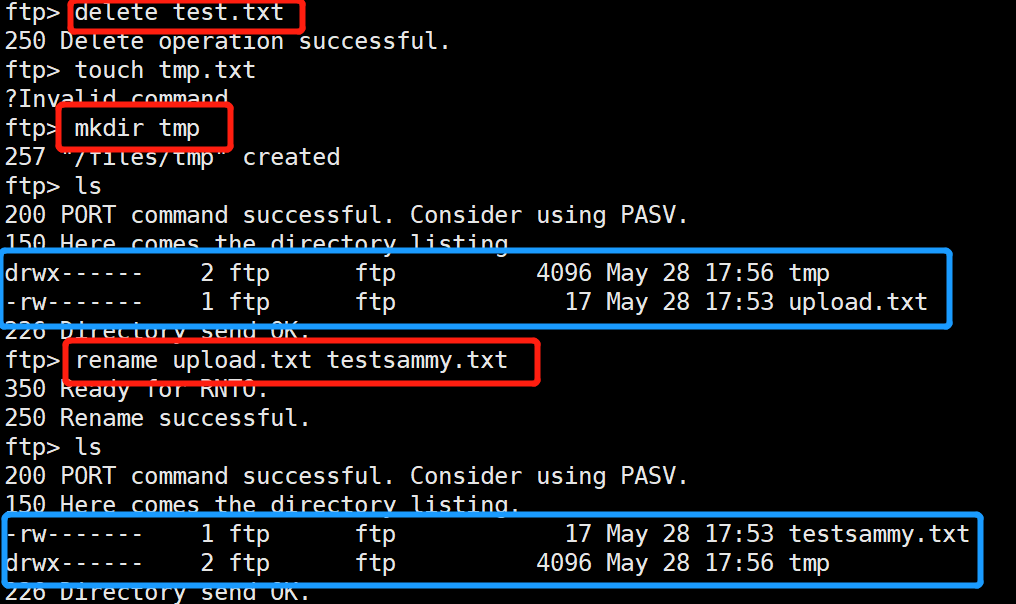 ftp> delete test.txt
250 Delete operation successful.
ftp> touch tmp.txt
?Invalid command
ftp> mkdir tmp
257 "/files/tmp" created
ftp> ls
200 PORT command successful. Consider using PASV.
150 Here comes the directory listing.
drwx------    2 ftp      ftp          4096 May 28 17:56 tmp
-rw-------    1 ftp      ftp            17 May 28 17:53 upload.txt
226 Directory send OK.
ftp> rename upload.txt testsammy.txt
350 Ready for RNTO.
250 Rename successful.
ftp> ls
200 PORT command successful. Consider using PASV.
150 Here comes the directory listing.
-rw-------    1 ftp      ftp            17 May 28 17:53 testsammy.txt
drwx------    2 ftp      ftp          4096 May 28 17:56 tmp
226 Directory send OK.